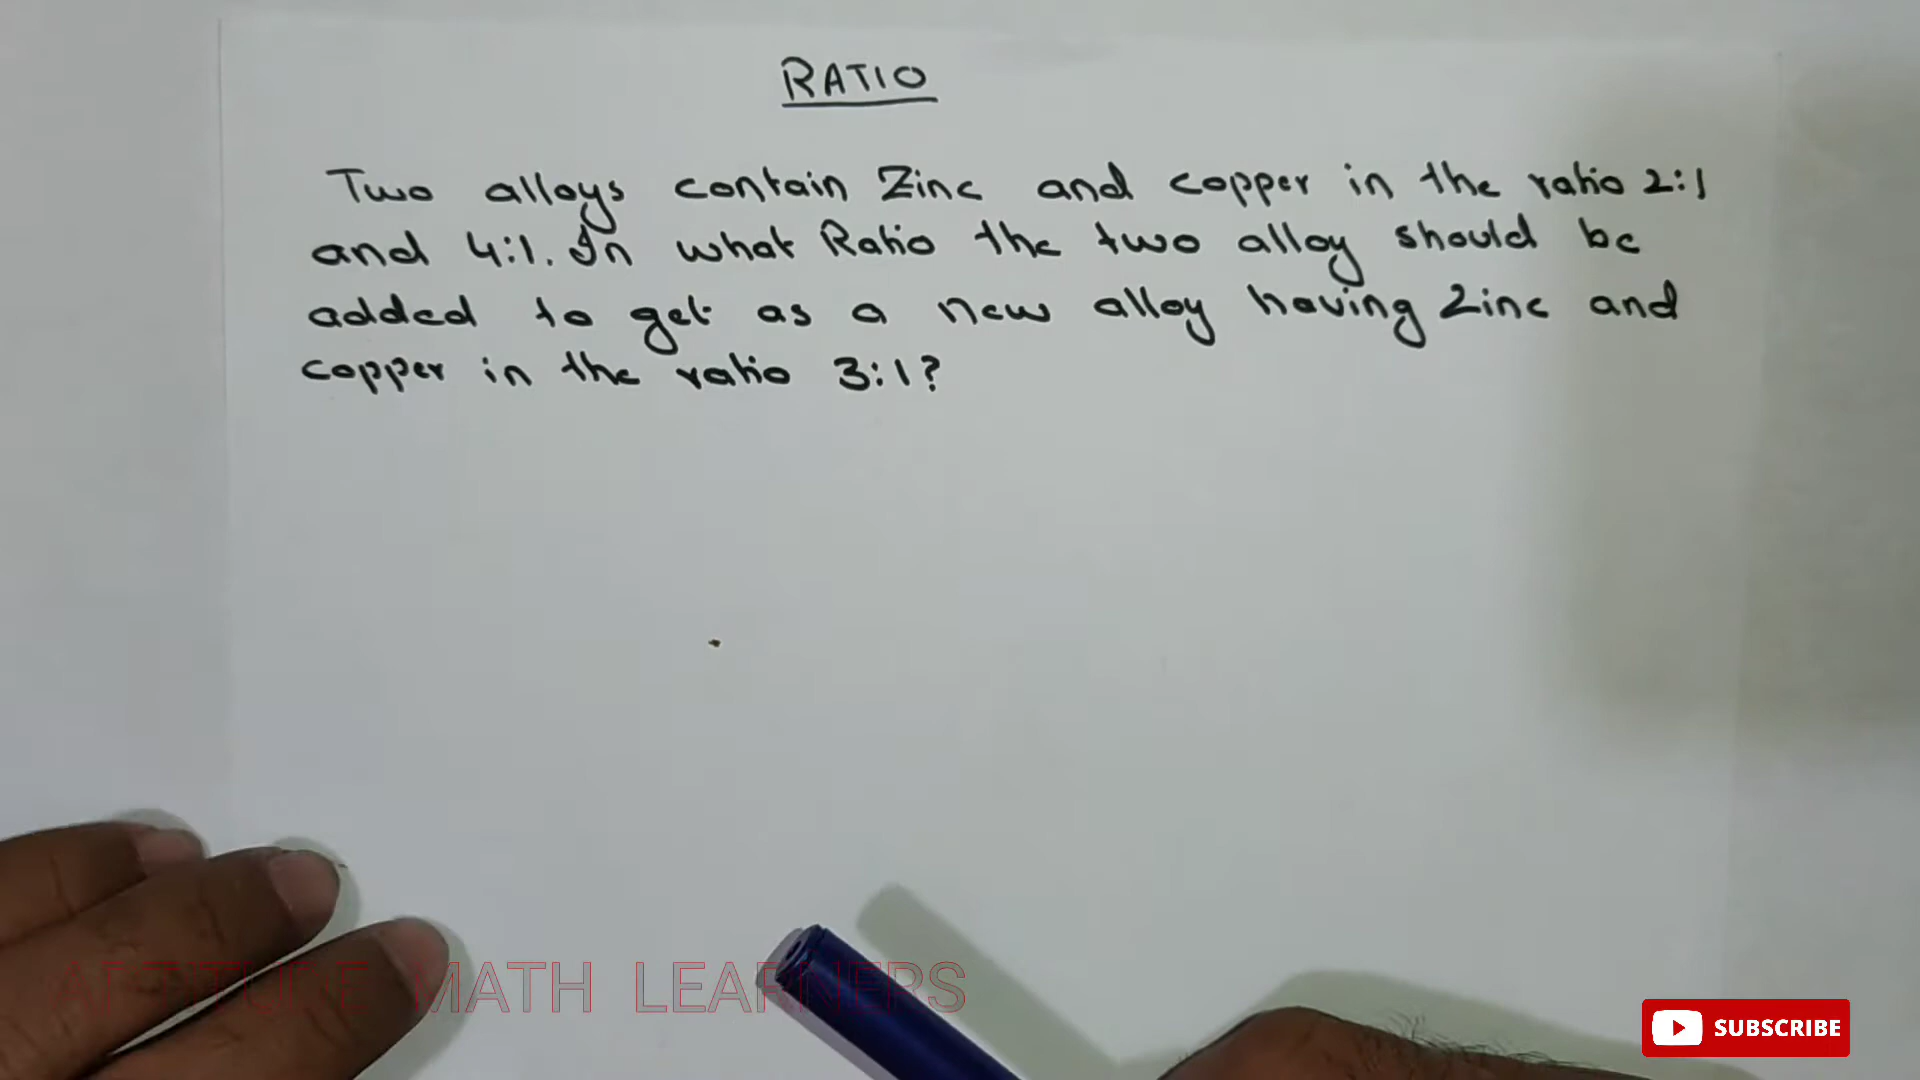 RATIO
Two alloys contain Zinc and copper in the ratio 2:1
and 4:1. In what Ratio the two alloy should be
added to get as a new alloy having Zinc and
copper in the ratio 3:1?
APTITUDE MATH LEARNERS
SUBSCRIBE